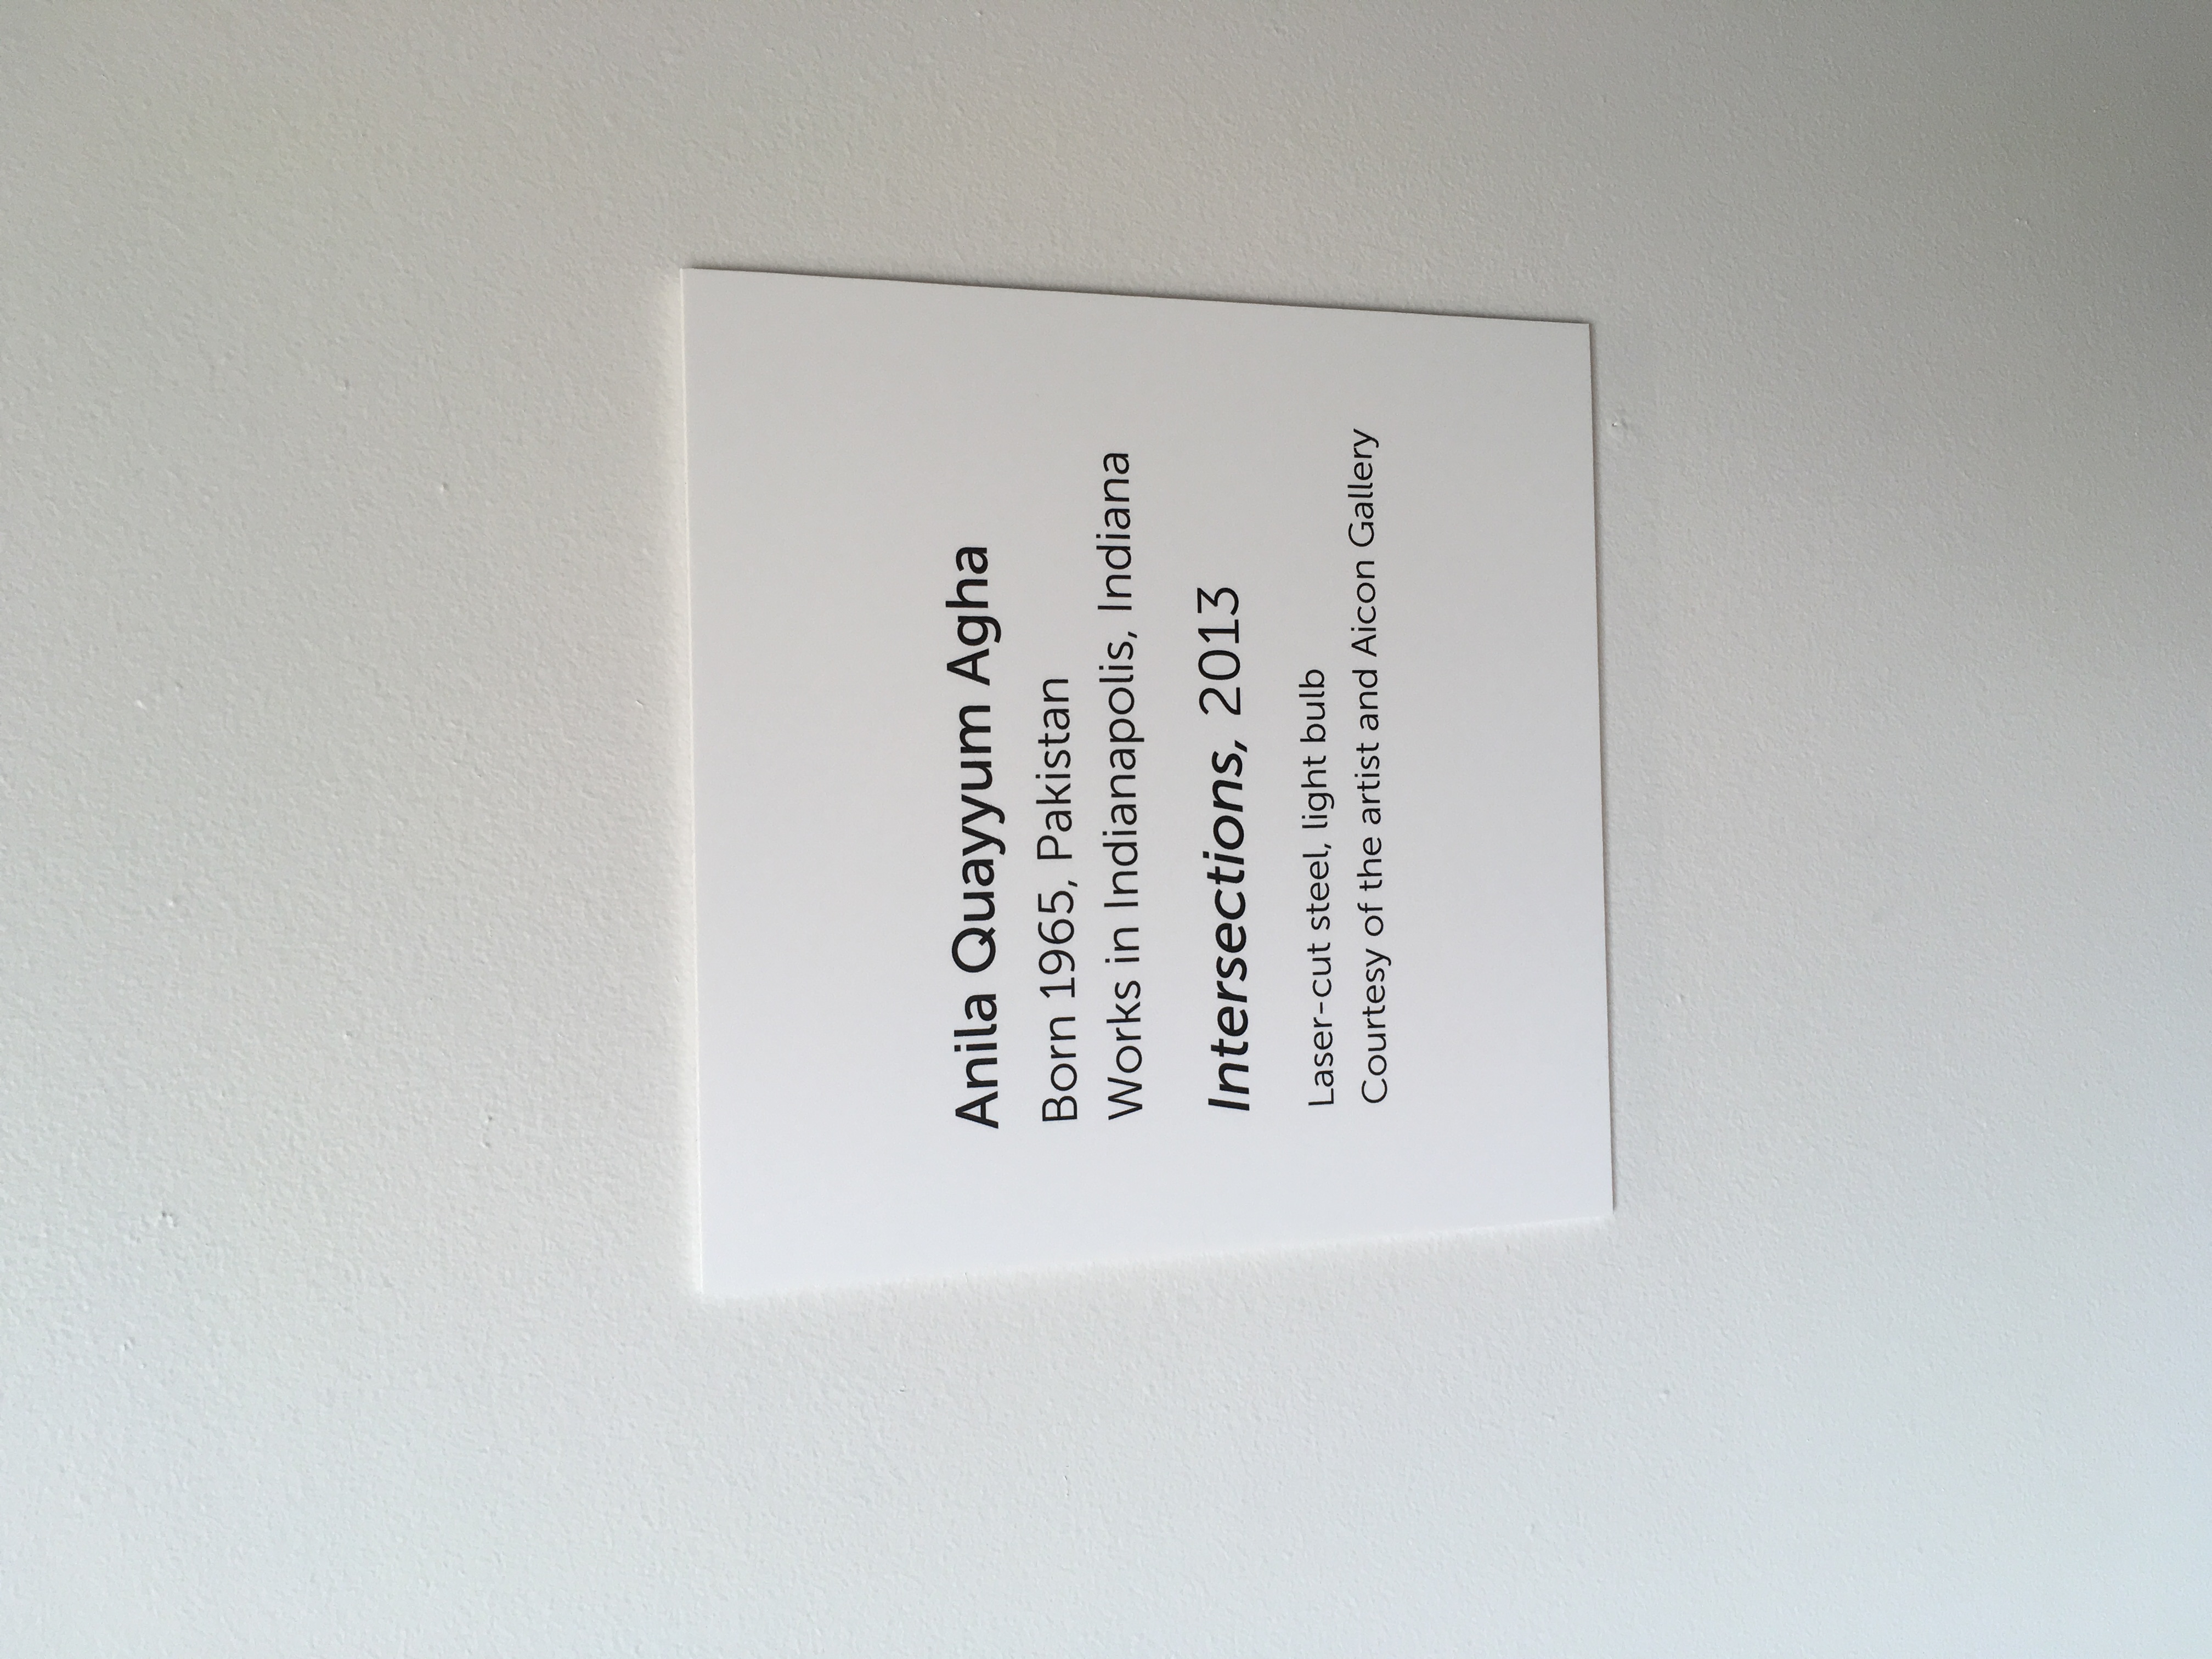 Anila Quayyum Agha
Born 1965, Pakistan
Works in Indianapolis, Indiana
Intersections, 2013
Laser-cut steel, light bulb
Courtesy of the artist and Aicon Gallery